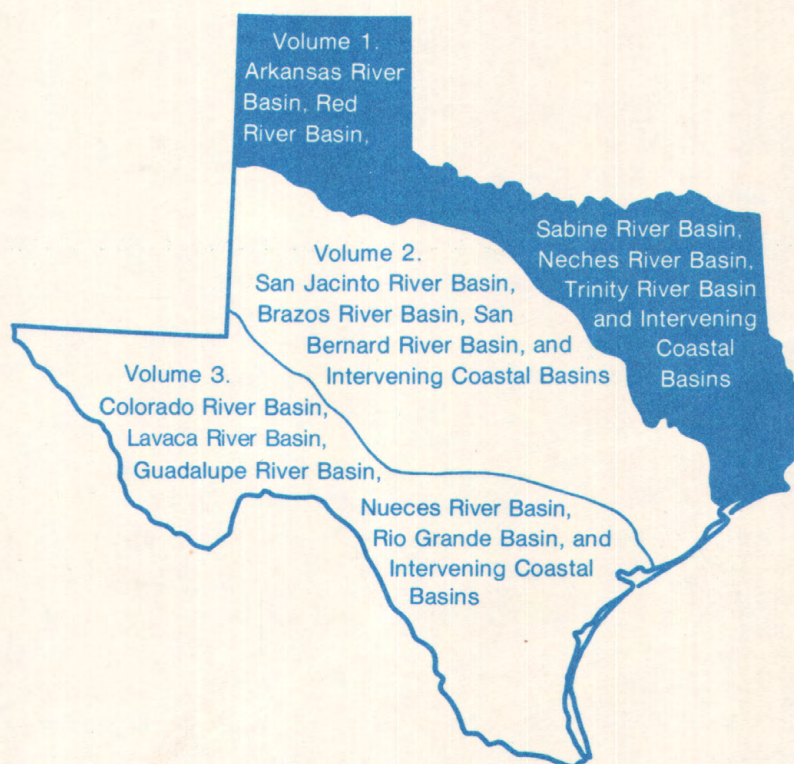 Volume 1.
Arkansas River
Basin, Red
River Basin,
Sabine River Basin,
Neches River Basin,
Trinity River Basin
and Intervening
Coastal
Basins
Volume 2.
San Jacinto River Basin,
Brazos River Basin, San
Bernard River Basin, and
Intervening Coastal Basins
Volume 3.
Colorado River Basin,
Lavaca River Basin,
Guadalupe River Basin,
Nueces River Basin,
Rio Grande Basin, and
Intervening Coastal
Basins